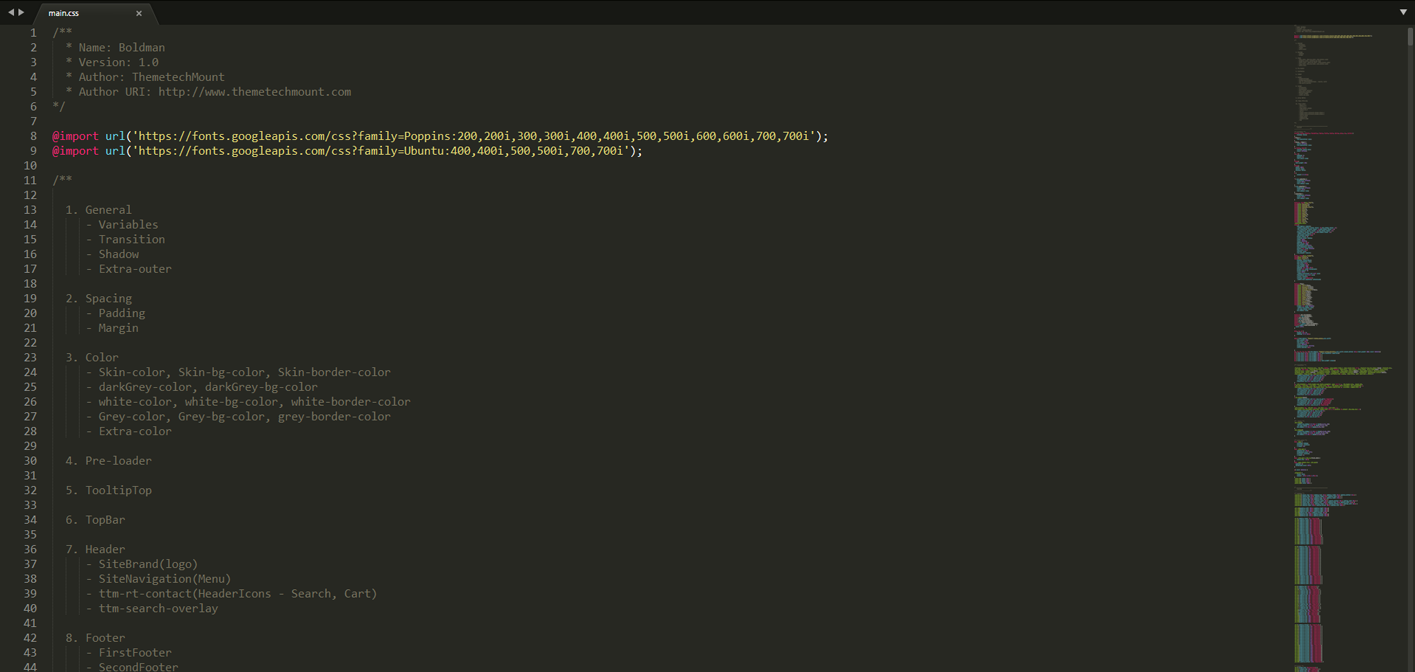 main.css
1 /**
2 * Name: Boldman
3 * Version: 1.0
4 * Author: ThemetechMount
5 * Author URI: http://www.themetechmount.com
6 */
7
8 @import url('https://fonts.googleapis.com/css?family=Poppins:200,200i,300,300i,400,400i,500,500i,600,600i,700,700i');
9 @import url('https://fonts.googleapis.com/css?family=Ubuntu:400,400i,500,500i,700,700i');
10
11 /**
12
13 1. General
14 - Variables
15 - Transition
16 - Shadow
17 - Extra-outer
18
19 2. Spacing
20 - Padding
21 - Margin
22
23 3. Color
24 - Skin-color, Skin-bg-color, Skin-border-color
25 - darkGrey-color, darkGrey-bg-color
26 - white-color, white-bg-color, white-border-color
27 - Grey-color, Grey-bg-color, grey-border-color
28 - Extra-color
29
30 4. Pre-loader
31
32 5. TooltipTop
33
34 6. TopBar
35
36 7. Header
37 - SiteBrand(logo)
38 - SiteNavigation(Menu)
39 - ttm-rt-contact(HeaderIcons - Search, Cart)
40 - ttm-search-overlay
41
42 8. Footer
43 - FirstFooter
44 - SecondFooter